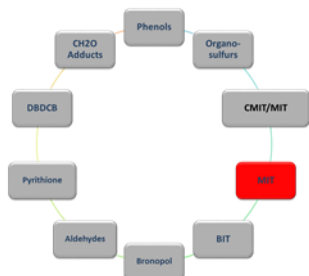 Phenols
Organo-
sulfurs
CMIT/MIT
MIT
BIT
Bronopol
Aldehydes
Pyrithione
DBDCB
CH2O
Adducts